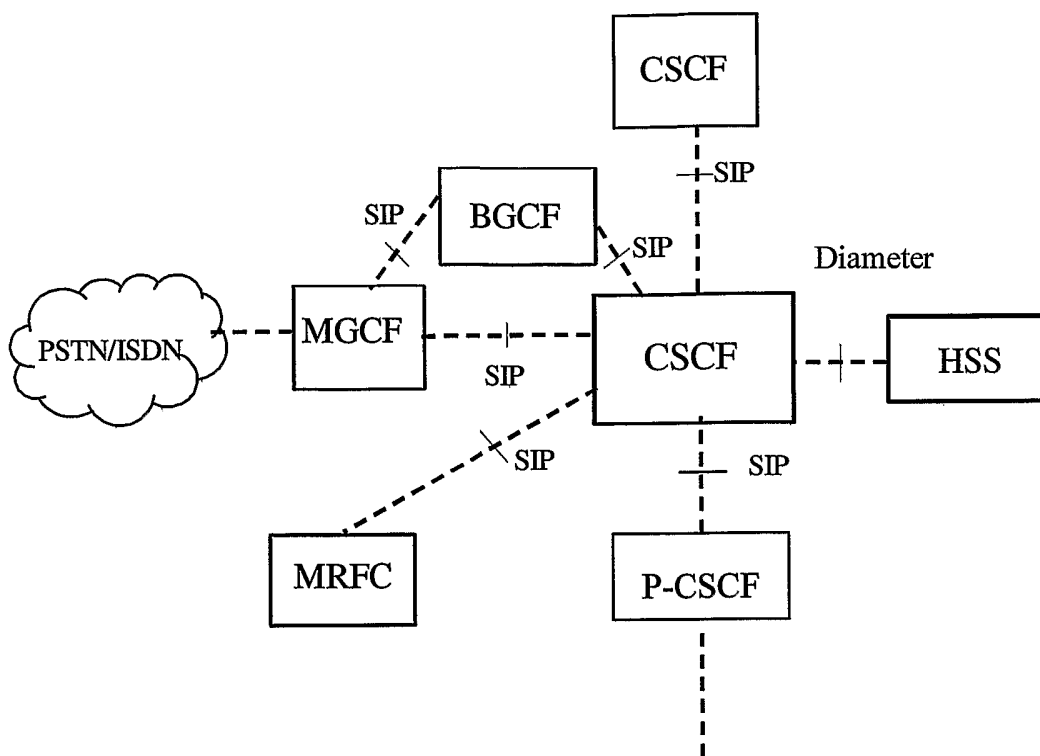 CSCF
SIP
BGCF
SIP
SIP
Diameter
PSTN/ISDN
MGCF
CSCF
HSS
SIP
SIP
SIP
MRFC
P-CSCF